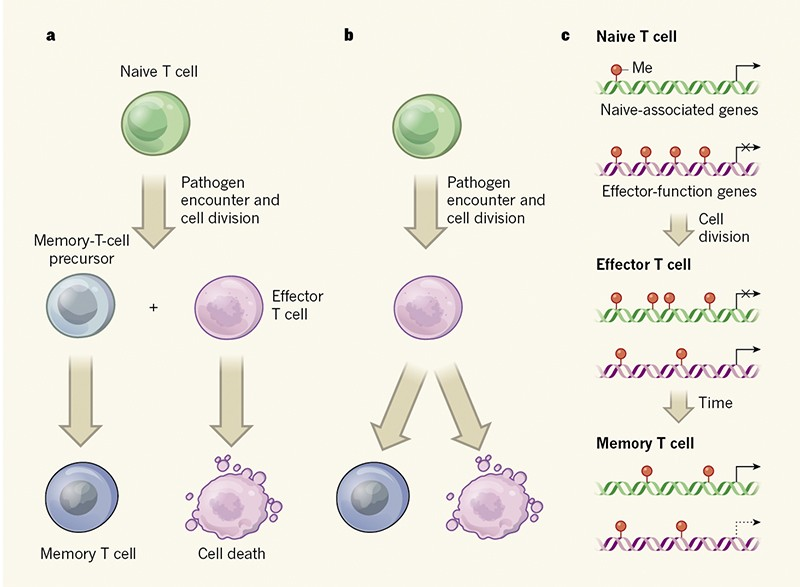 a
Naive T cell
Pathogen
encounter and
cell division
Memory-T-cell
precursor
+
Effector
T cell
Memory T cell
Cell death
b
Pathogen
encounter and
cell division
c
Naive T cell
Me
Naive-associated genes
Effector-function genes
Cell
division
Effector T cell
Time
Memory T cell